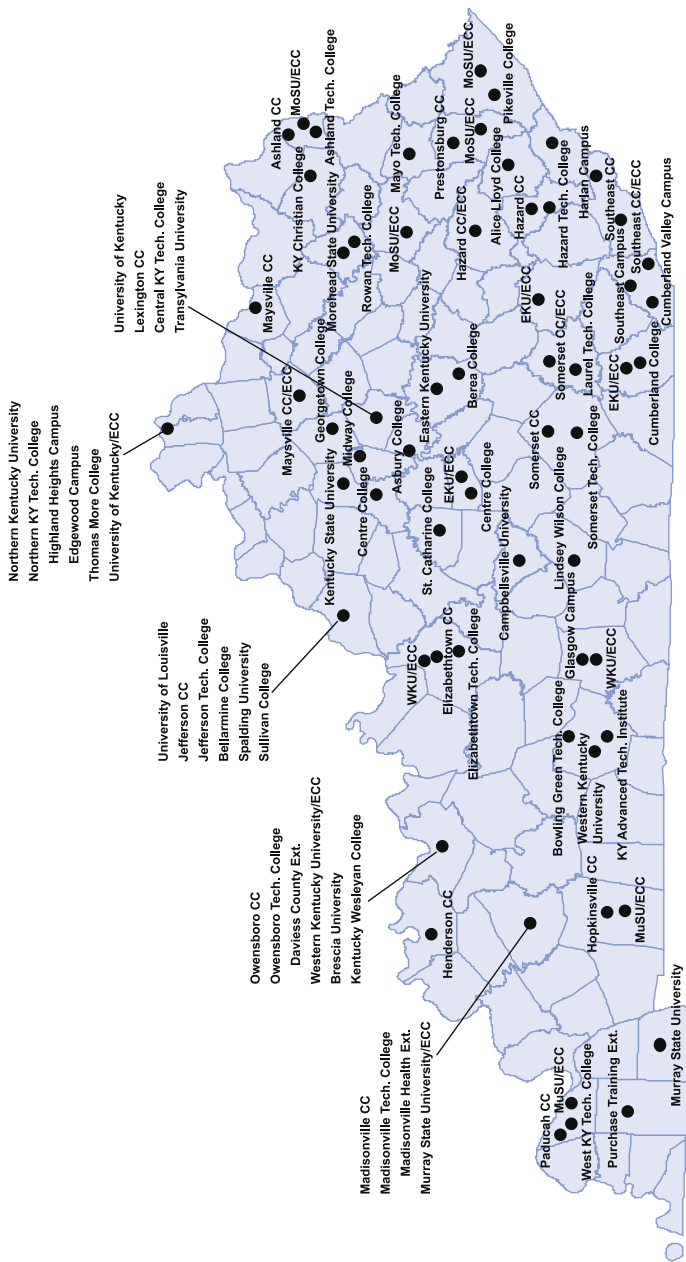 Northern Kentucky University
Northern KY Tech. College
Highland Heights Campus
Edgewood Campus
Thomas More College
University of Kentucky/ECC
University of Kentucky
Lexington CC
Central KY Tech. College
Transylvania University
University of Louisville
Jefferson CC
Jefferson Tech. College
Bellarmine College
Spalding University
Sullivan College
Owensboro CC
Owensboro Tech. College
Daviess County Ext.
Western Kentucky University/ECC
Brescia University
Kentucky Wesleyan College
Madisonville CC
Madisonville Tech. College
Madisonville Health Ext.
Murray State University/ECC
Paducah CC
MuSU/ECC
West KY Tech. College
Purchase Training Ext.
Murray State University
Henderson CC
Hopkinsville CC
MuSU/ECC
Bowling Green Tech. College
Western Kentucky
University
KY Advanced Tech. Institute
WKU/ECC
Elizabethtown CC
Elizabethtown Tech. College
Glasgow Campus
WKU/ECC
Campbellsville University
Lindsey Wilson College
St. Catharine College
EKU/ECC
Centre College
Kentucky State University
Centre College
Midway College
Georgetown College
Maysville CC/ECC
Asbury College
Eastern Kentucky University
Berea College
Somerset CC
Somerset Tech. College
Somerset CC/ECC
Laurel Tech. College
EKU/ECC
EKU/ECC
Cumberland College
Maysville CC
Morehead State University
Rowan Tech. College
KY Christian College
Ashland CC
MoSU/ECC
Ashland Tech. College
MoSU/ECC
Mayo Tech. College
Prestonsburg CC
MoSU/ECC
MoSU/ECC
Pikeville College
Hazard CC/ECC
Alice Lloyd College
Hazard CC
Hazard Tech. College
Harlan Campus
Southeast CC
Southeast CC/ECC
Southeast Campus
Cumberland Valley Campus